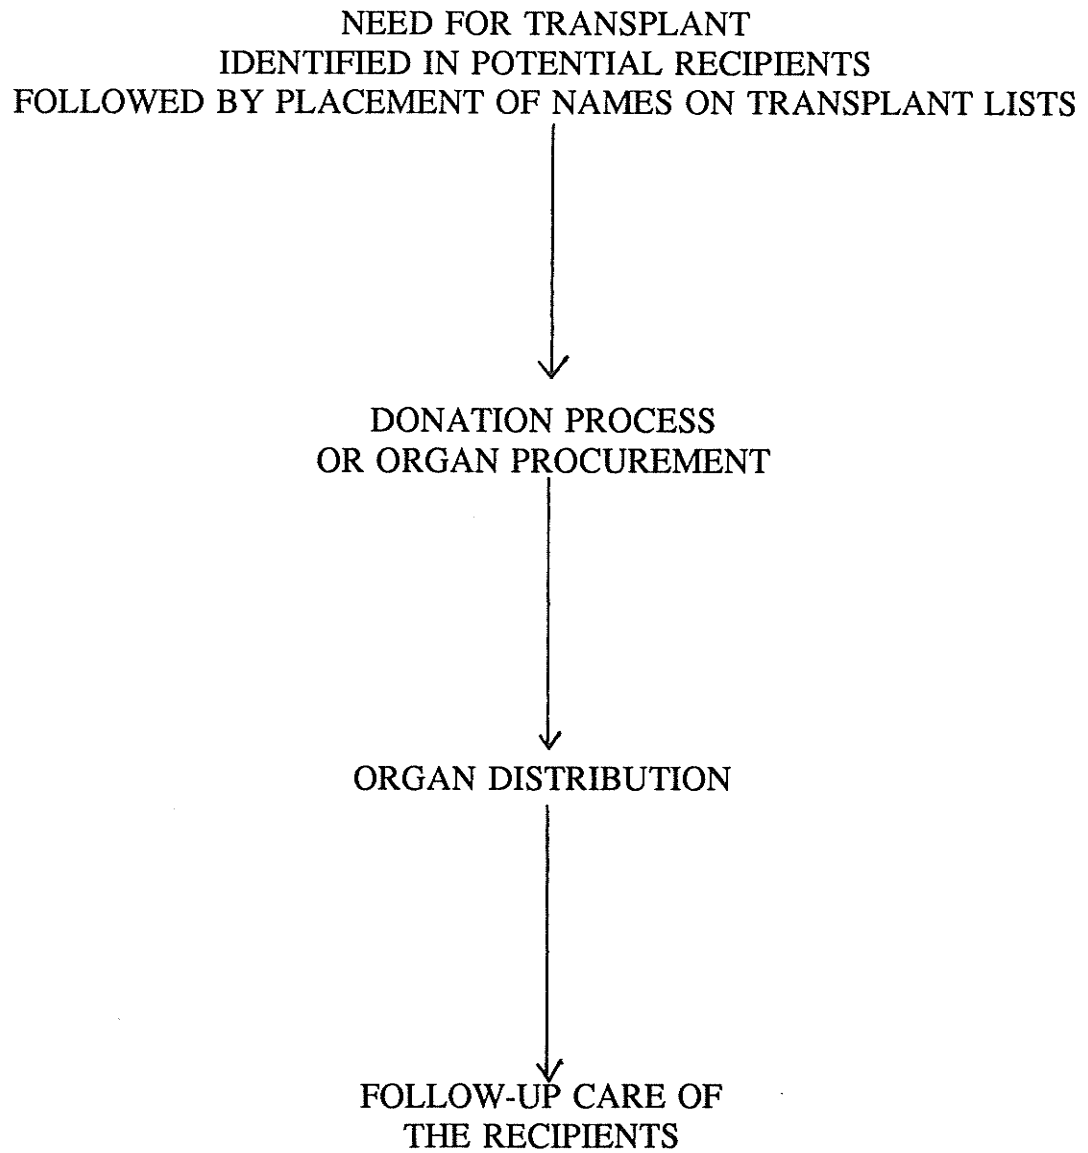 NEED FOR TRANSPLANT
IDENTIFIED IN POTENTIAL RECIPIENTS
FOLLOWED BY PLACEMENT OF NAMES ON TRANSPLANT LISTS
DONATION PROCESS
OR ORGAN PROCUREMENT
ORGAN DISTRIBUTION
FOLLOW-UP CARE OF
THE RECIPIENTS